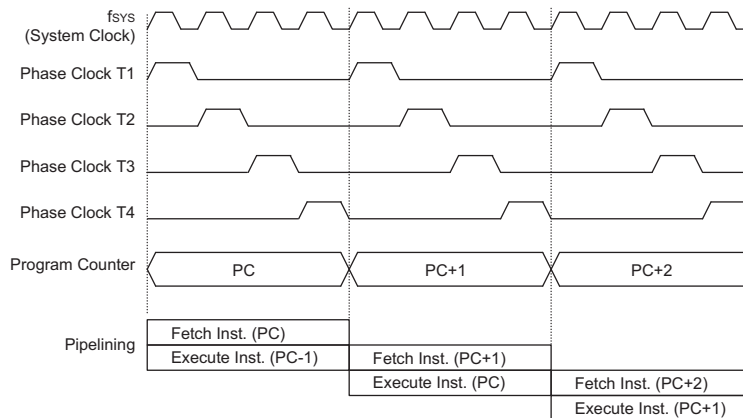 fSYS
(System Clock)
Phase Clock T1
Phase Clock T2
Phase Clock T3
Phase Clock T4
Program Counter
PC
PC+1
PC+2
Pipelining
Fetch Inst. (PC)
Execute Inst. (PC-1)
Fetch Inst. (PC+1)
Execute Inst. (PC)
Fetch Inst. (PC+2)
Execute Inst. (PC+1)